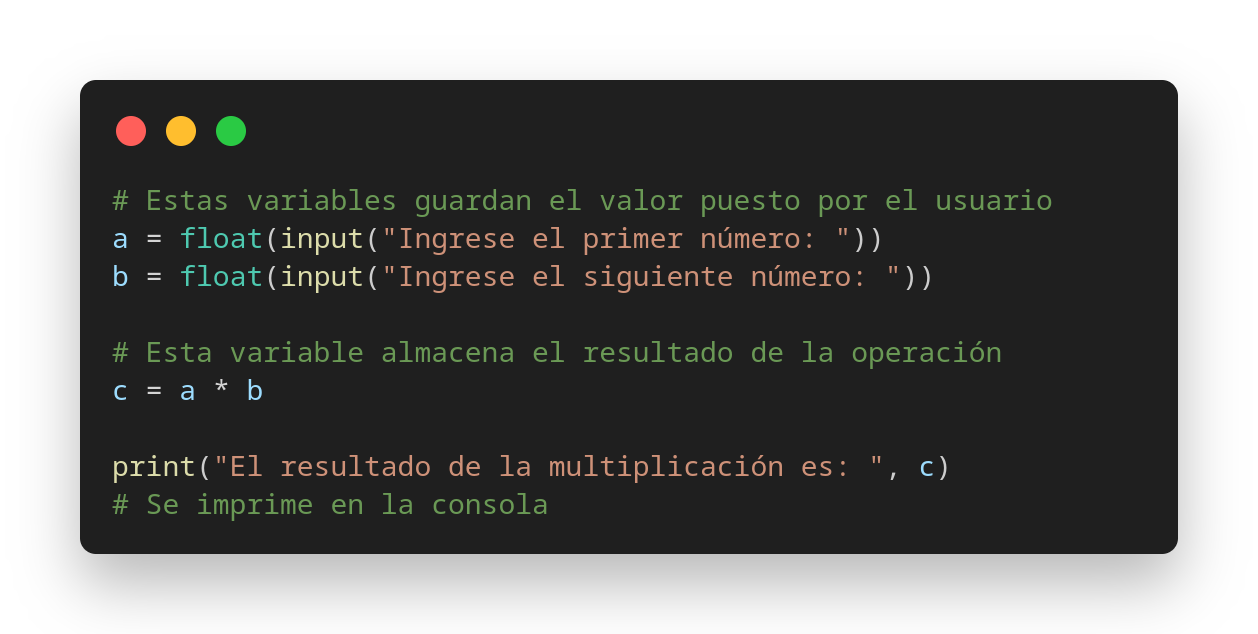 # Estas variables guardan el valor puesto por el usuario
a = float(input("Ingrese el primer número: "))
b = float(input("Ingrese el siguiente número: "))
# Esta variable almacena el resultado de la operación
c = a * b
print("El resultado de la multiplicación es: ", c)
# Se imprime en la consola